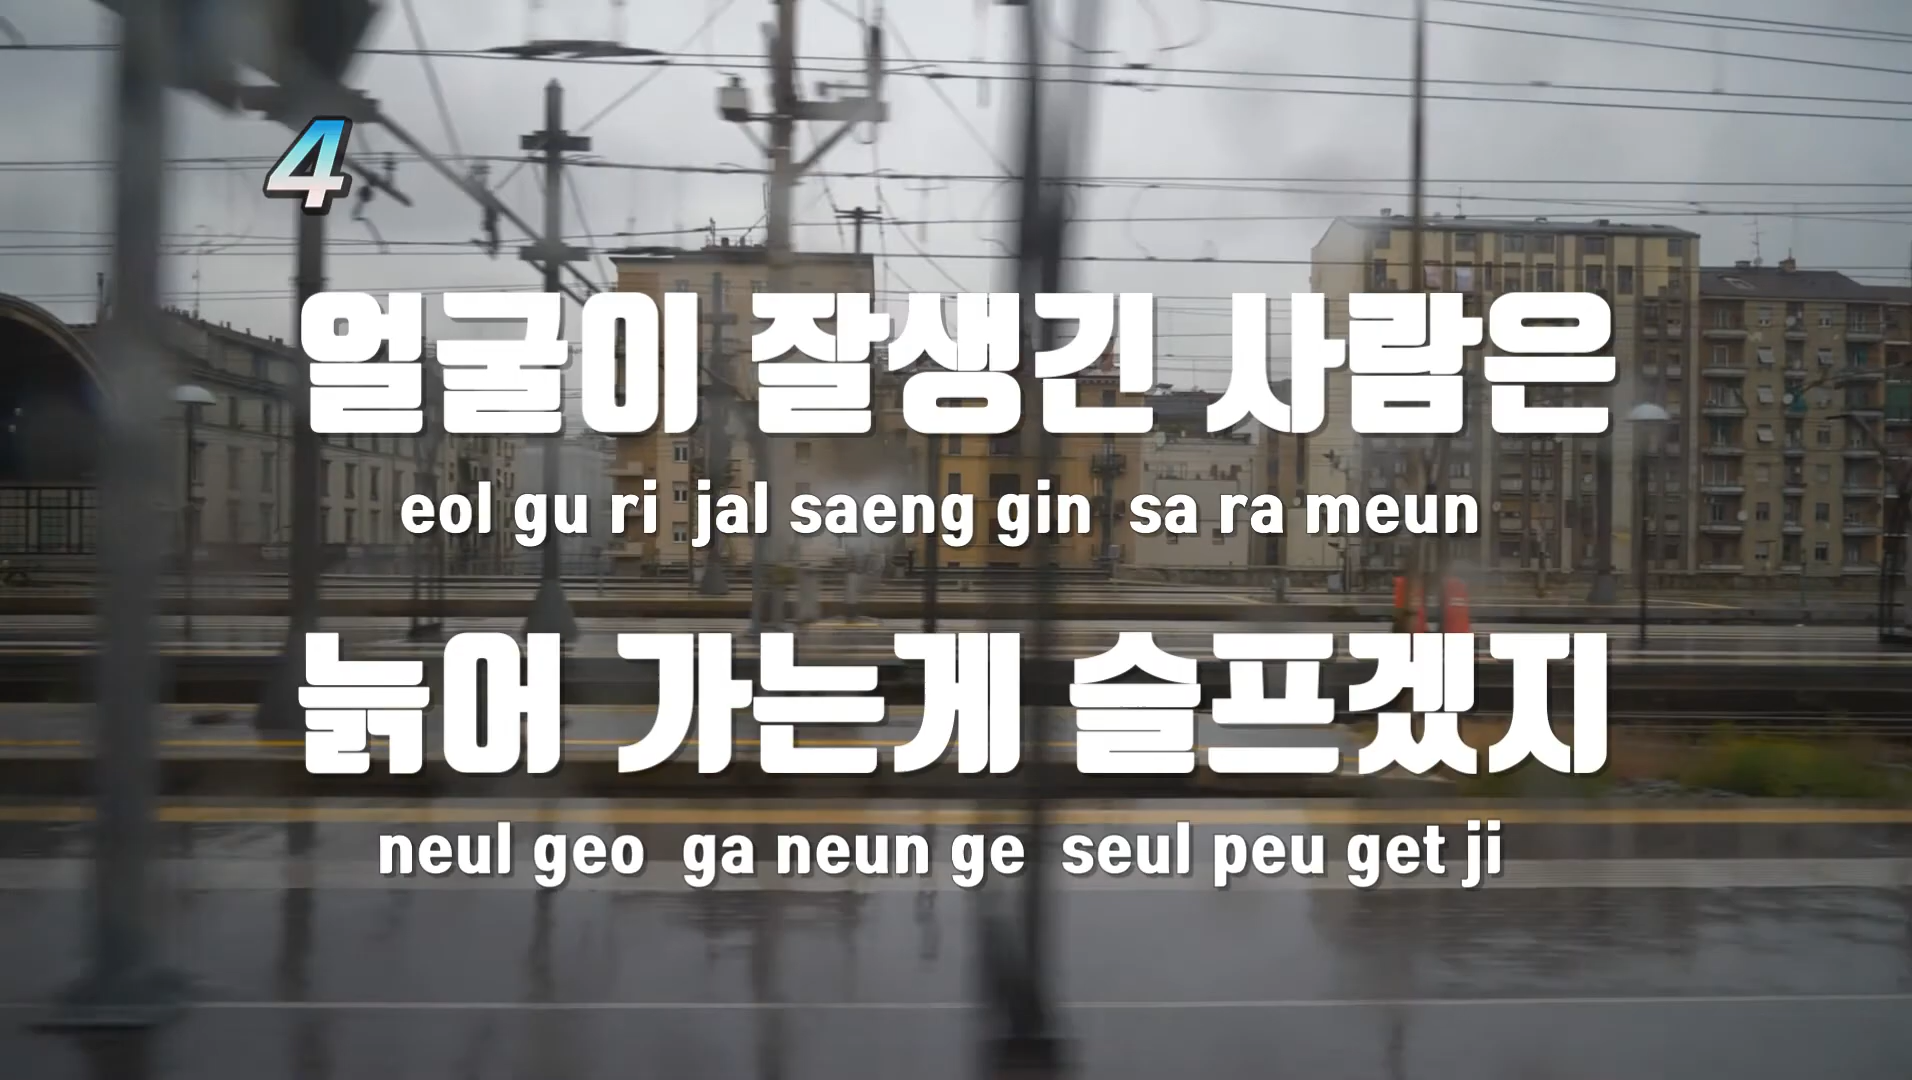 4
얼굴이 잘생긴 사람은
eol gu ri jal saeng gin sa ra meun
늙어 가는게 슬프겠지
neul geo ga neun ge seul peu get ji